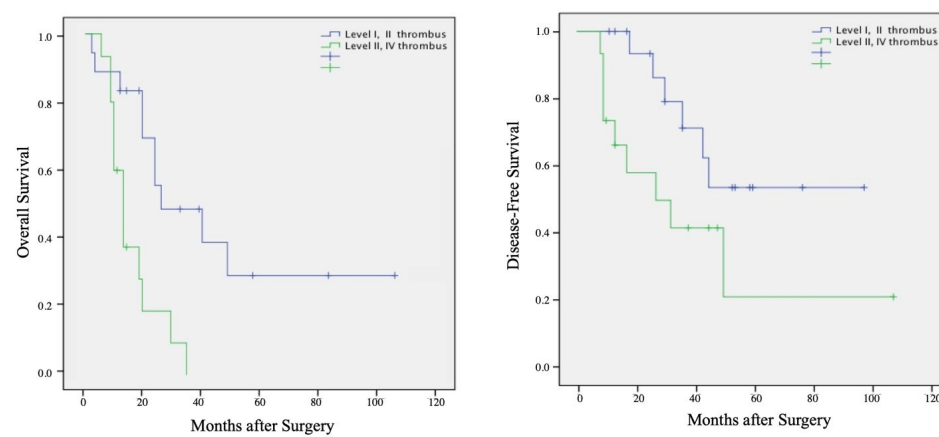 Level I, II thrombus
Level II, IV thrombus
1.0
0.8
0.6
0.4
0.2
0.0
Overall Survival
0 20 40 60 80 100 120
Months after Surgery
Level I, II thrombus
Level II, IV thrombus
1.0
0.8
0.6
0.4
0.2
0.0
Disease-Free Survival
0 20 40 60 80 100 120
Months after Surgery